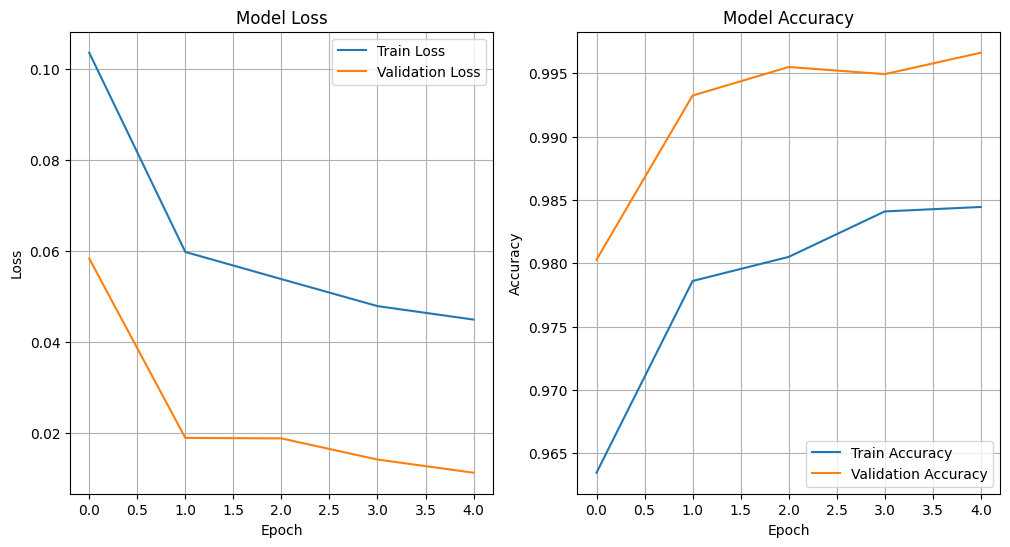 Model Loss
Train Loss
Validation Loss
0.10
0.08
0.06
0.04
0.02
Loss
0.0 0.5 1.0 1.5 2.0 2.5 3.0 3.5 4.0
Epoch
Model Accuracy
0.995
0.990
0.985
0.980
0.975
0.970
0.965
Accuracy
Train Accuracy
Validation Accuracy
0.0 0.5 1.0 1.5 2.0 2.5 3.0 3.5 4.0
Epoch